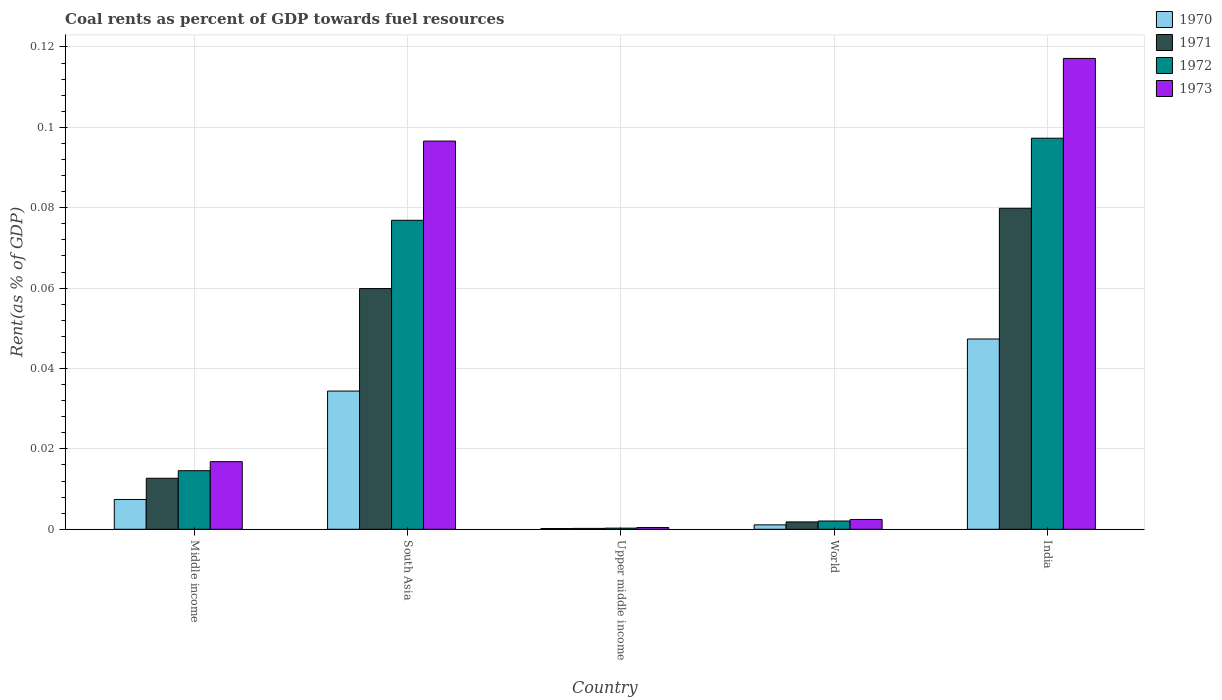 Coal rents as percent of GDP towards fuel resources
1970
1971
1972
1973
Rent(as % of GDP)
0.12
0.1
0.08
0.06
0.04
0.02
0
Middle income
South Asia
Upper middle income
World
India
Country